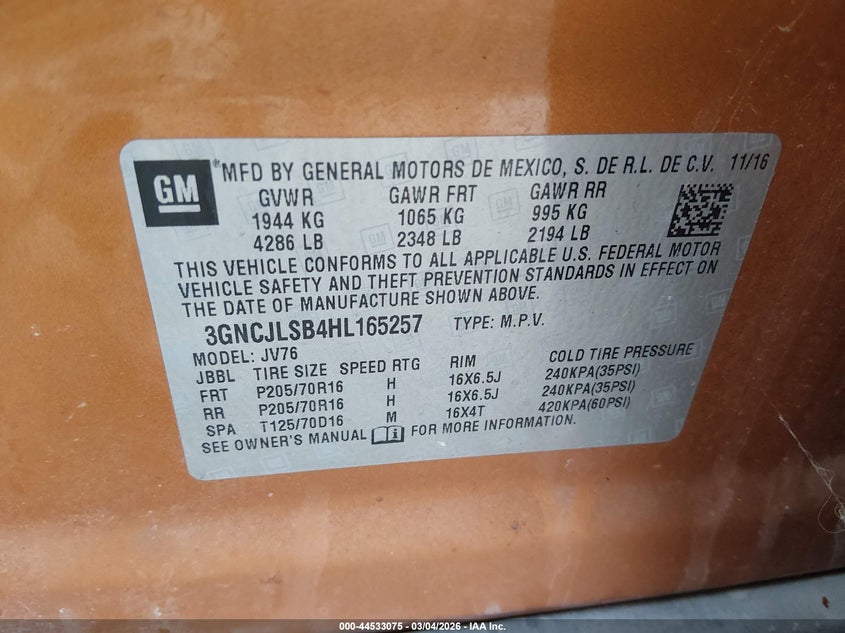 GM
®MFD BY GENERAL MOTORS DE MEXICO, S. DE R.L. DE C.V. 11/16
GVWR GAWR FRT GAWR RR
1944 KG 1065 KG 995 KG
4286 LB 2348 LB 2194 LB
THIS VEHICLE CONFORMS TO ALL APPLICABLE U.S. FEDERAL MOTOR
VEHICLE SAFETY AND THEFT PREVENTION STANDARDS IN EFFECT ON
THE DATE OF MANUFACTURE SHOWN ABOVE.
3GNCJLSB4HL165257 TYPE: M.P.V.
MODEL: JV76
JBBL TIRE SIZE SPEED RTG RIM COLD TIRE PRESSURE
FRT P205/70R16 H 16X6.5J 240KPA(35PSI)
RR P205/70R16 H 16X6.5J 240KPA(35PSI)
SPA T125/70D16 M 16X4T 420KPA(60PSI)
SEE OWNER'S MANUAL i FOR MORE INFORMATION.
000-44533075 - 03/04/2026 - IAA Inc.